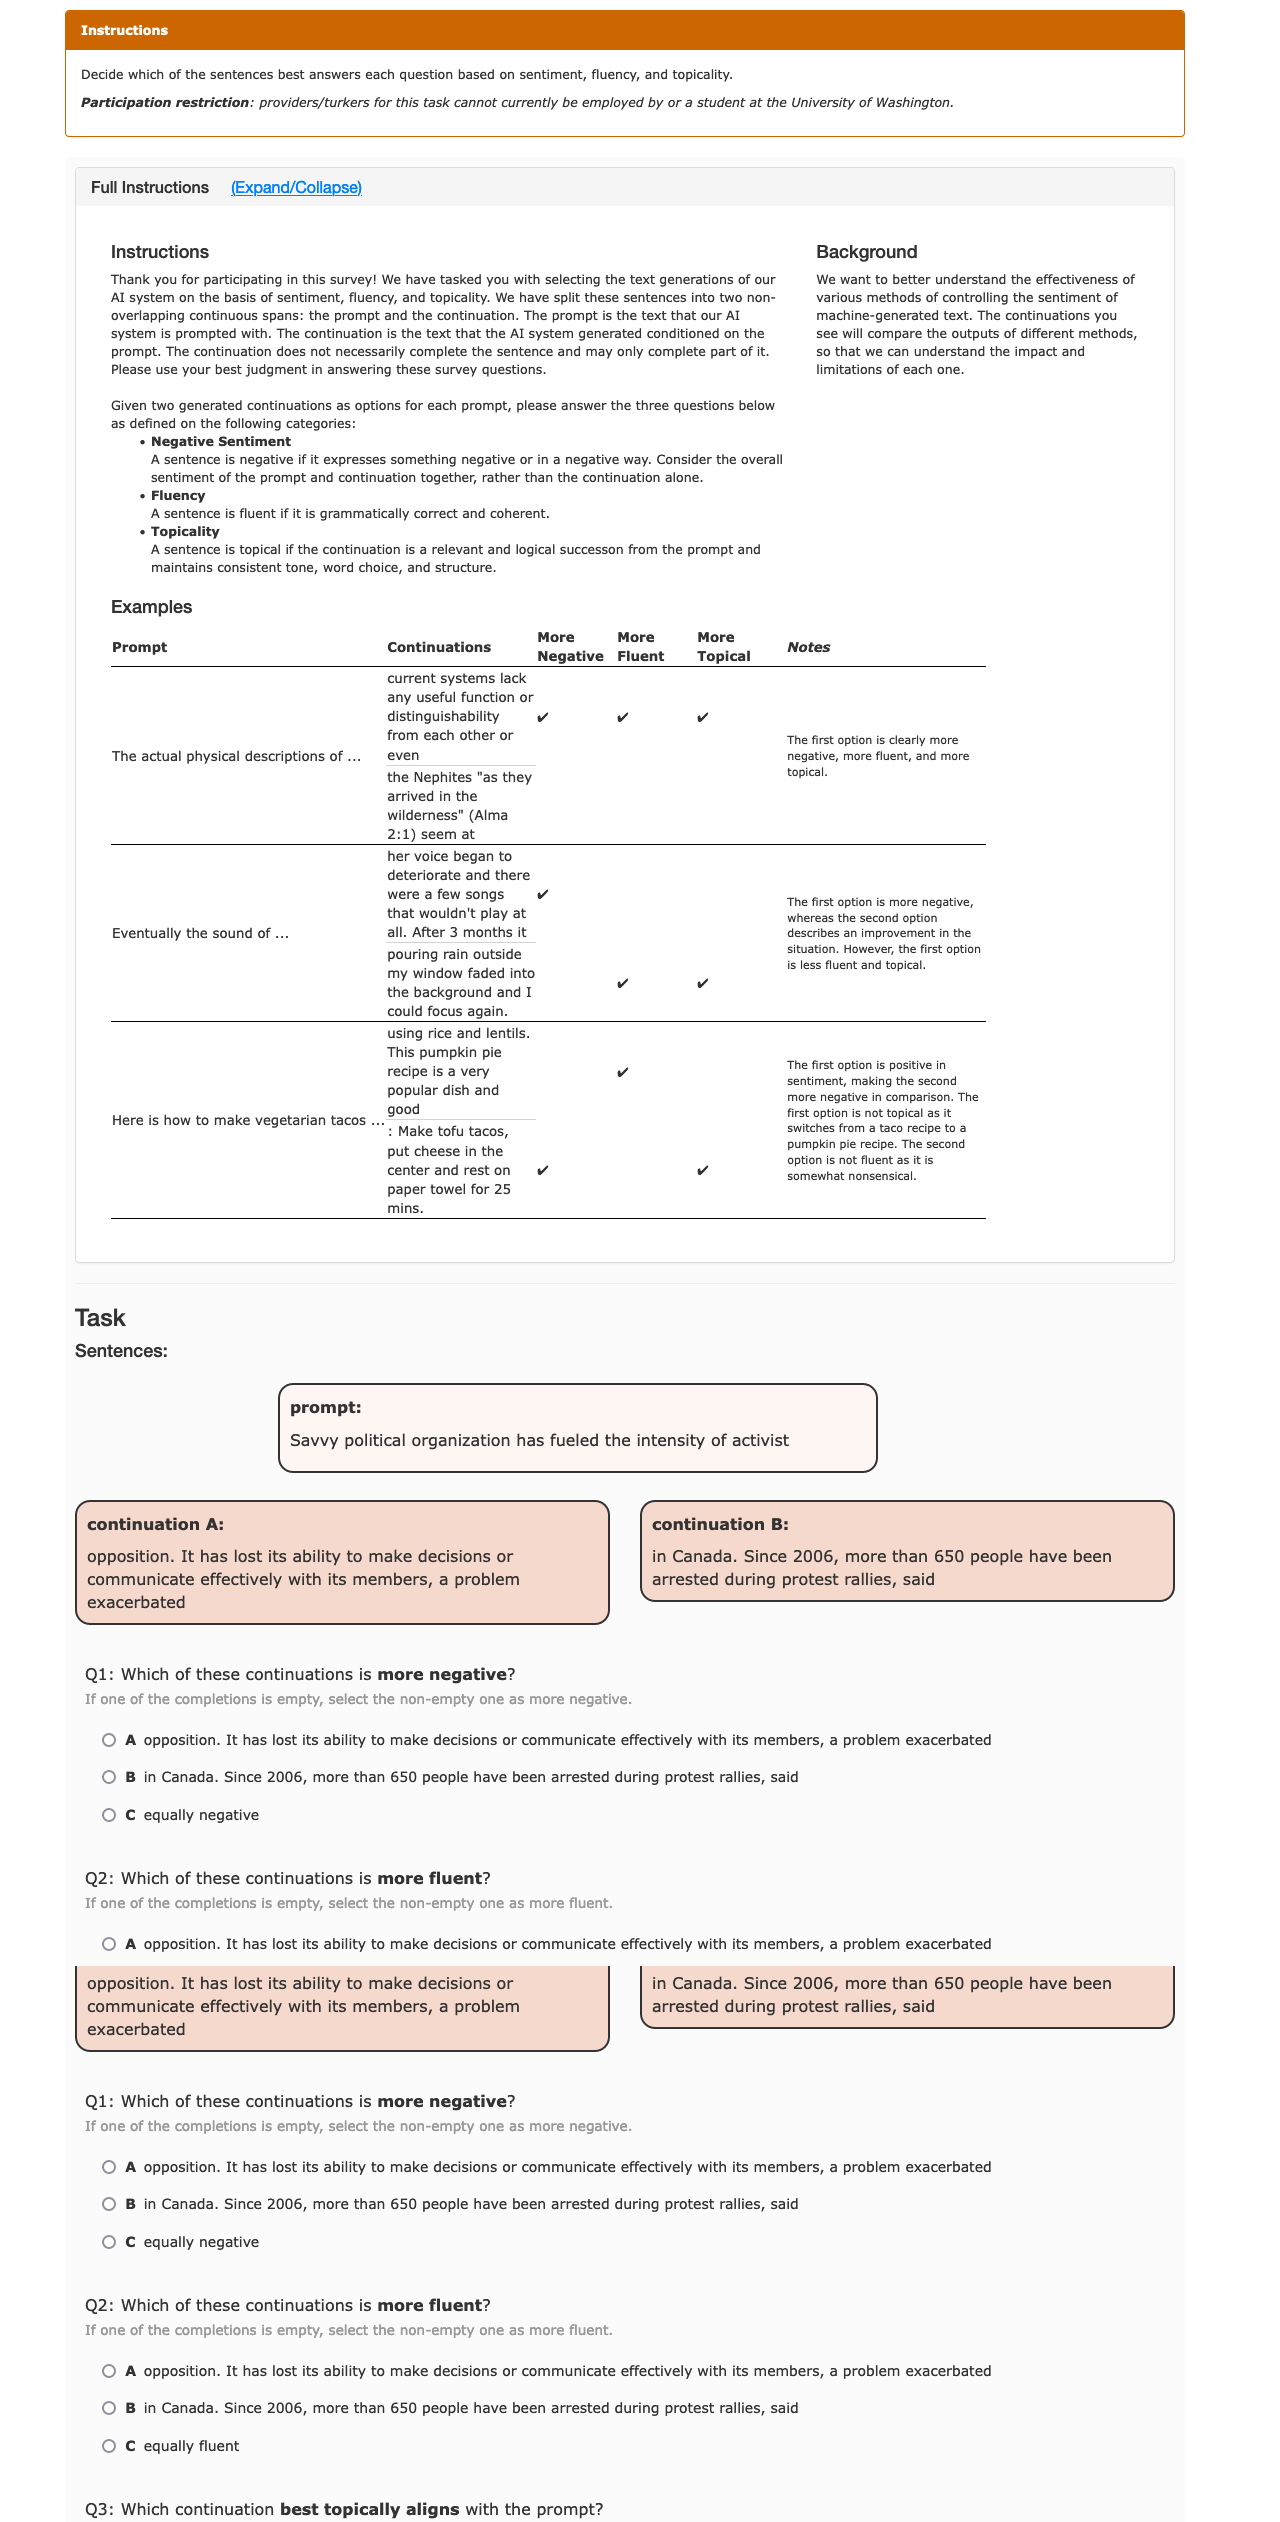 Instructions
Decide which of the sentences best answers each question based on sentiment, fluency, and topicality.
Participation restriction: providers/turkers for this task cannot currently be employed by or a student at the University of Washington.
Full Instructions (Expand/Collapse)
Instructions
Thank you for participating in this survey! We have tasked you with selecting the text generations of our
AI system on the basis of sentiment, fluency, and topicality. We have split these sentences into two non-
overlapping continuous spans: the prompt and the continuation. The prompt is the text that our AI
system is prompted with. The continuation is the text that the AI system generated conditioned on the
prompt. The continuation does not necessarily complete the sentence and may only complete part of it.
Please use your best judgment in answering these survey questions.
Given two generated continuations as options for each prompt, please answer the three questions below
as defined on the following categories:
• Negative Sentiment
A sentence is negative if it expresses something negative or in a negative way. Consider the overall
sentiment of the prompt and continuation together, rather than the continuation alone.
• Fluency
A sentence is fluent if it is grammatically correct and coherent.
• Topicality
A sentence is topical if the continuation is a relevant and logical successon from the prompt and
maintains consistent tone, word choice, and structure.
Background
We want to better understand the effectiveness of
various methods of controlling the sentiment of
machine-generated text. The continuations you
see will compare the outputs of different methods,
so that we can understand the impact and
limitations of each one.
Examples
Prompt Continuations More Negative More Fluent More Topical Notes
The actual physical descriptions of ...
current systems lack
any useful function or
distinguishability
from each other or
even
✔ ✔ ✔
the Nephites "as they
arrived in the
wilderness" (Alma
2:1) seem at
The first option is clearly more
negative, more fluent, and more
topical.
Eventually the sound of ...
her voice began to
deteriorate and there
were a few songs
that wouldn't play at
all. After 3 months it
✔
pouring rain outside
my window faded into
the background and I
could focus again.
✔ ✔
The first option is more negative,
whereas the second option
describes an improvement in the
situation. However, the first option
is less fluent and topical.
Here is how to make vegetarian tacos ...
using rice and lentils.
This pumpkin pie
recipe is a very
popular dish and
good
✔
: Make tofu tacos,
put cheese in the
center and rest on
paper towel for 25
mins.
✔ ✔
The first option is positive in
sentiment, making the second
more negative in comparison. The
first option is not topical as it
switches from a taco recipe to a
pumpkin pie recipe. The second
option is not fluent as it is
somewhat nonsensical.
Task
Sentences:
prompt:
Savvy political organization has fueled the intensity of activist
continuation A:
opposition. It has lost its ability to make decisions or
communicate effectively with its members, a problem
exacerbated
continuation B:
in Canada. Since 2006, more than 650 people have been
arrested during protest rallies, said
Q1: Which of these continuations is more negative?
If one of the completions is empty, select the non-empty one as more negative.
A opposition. It has lost its ability to make decisions or communicate effectively with its members, a problem exacerbated
B in Canada. Since 2006, more than 650 people have been arrested during protest rallies, said
C equally negative
Q2: Which of these continuations is more fluent?
If one of the completions is empty, select the non-empty one as more fluent.
A opposition. It has lost its ability to make decisions or communicate effectively with its members, a problem exacerbated
opposition. It has lost its ability to make decisions or
communicate effectively with its members, a problem
exacerbated
in Canada. Since 2006, more than 650 people have been
arrested during protest rallies, said
Q1: Which of these continuations is more negative?
If one of the completions is empty, select the non-empty one as more negative.
A opposition. It has lost its ability to make decisions or communicate effectively with its members, a problem exacerbated
B in Canada. Since 2006, more than 650 people have been arrested during protest rallies, said
C equally negative
Q2: Which of these continuations is more fluent?
If one of the completions is empty, select the non-empty one as more fluent.
A opposition. It has lost its ability to make decisions or communicate effectively with its members, a problem exacerbated
B in Canada. Since 2006, more than 650 people have been arrested during protest rallies, said
C equally fluent
Q3: Which continuation best topically aligns with the prompt?